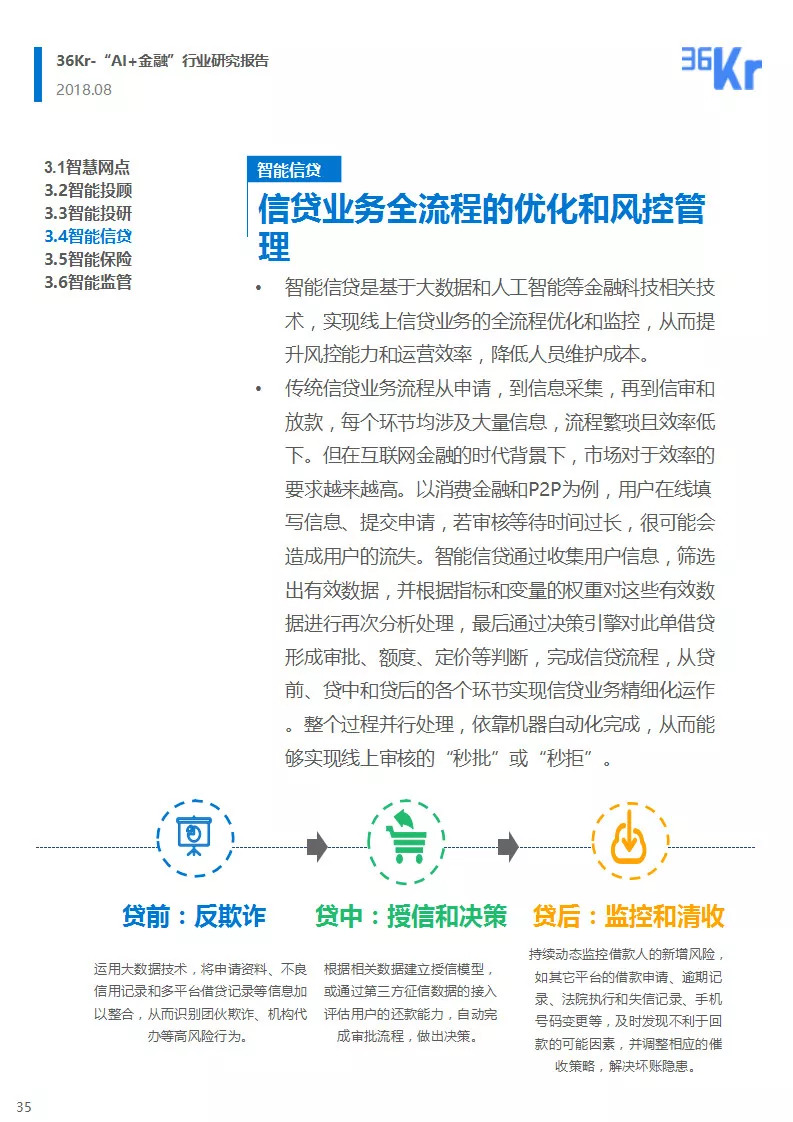 36Kr-“AI+金融”行业研究报告
2018.08
36Kr
3.1智慧网点
3.2智能投顾
3.3智能投研
3.4智能信贷
3.5智能保险
3.6智能监管
智能信贷
信贷业务全流程的优化和风控管
理
• 智能信贷是基于大数据和人工智能等金融科技相关技
术，实现线上信贷业务的全流程优化和监控，从而提
升风控能力和运营效率，降低人员维护成本。
• 传统信贷业务流程从申请，到信息采集，再到信审和
放款，每个环节均涉及大量信息，流程繁琐且效率低
下。但在互联网金融的时代背景下，市场对于效率的
要求越来越高。以消费金融和P2P为例，用户在线填
写信息、提交申请，若审核等待时间过长，很可能会
造成用户的流失。智能信贷通过收集用户信息，筛选
出有效数据，并根据指标和变量的权重对这些有效数
据进行再次分析处理，最后通过决策引擎对此单借贷
形成审批、额度、定价等判断，完成信贷流程，从贷
前、贷中和贷后的各个环节实现信贷业务精细化运作
。整个过程并行处理，依靠机器自动化完成，从而能
够实现线上审核的“秒批”或“秒拒”。
贷前：反欺诈
运用大数据技术，将申请资料、不良
信用记录和多平台借贷记录等信息加
以整合，从而识别团伙欺诈、机构代
办等高风险行为。
贷中：授信和决策
根据相关数据建立授信模型，
或通过第三方征信数据的接入
评估用户的还款能力，自动完
成审批流程，做出决策。
贷后：监控和清收
持续动态监控借款人的新增风险，
如其它平台的借款申请、逾期记
录、法院执行和失信记录、手机
号码变更等，及时发现不利于回
款的可能因素，并调整相应的催
收策略，解决坏账隐患。
35